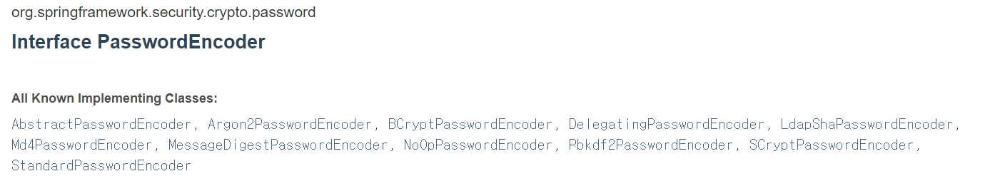 org.springframework.security.crypto.password
Interface PasswordEncoder
All Known Implementing Classes:
AbstractPasswordEncoder, Argon2PasswordEncoder, BCryptPasswordEncoder, DelegatingPasswordEncoder, LdapShaPasswordEncoder,
Md4PasswordEncoder, MessageDigestPasswordEncoder, NoOpPasswordEncoder, Pbkdf2PasswordEncoder, SCryptPasswordEncoder,
StandardPasswordEncoder